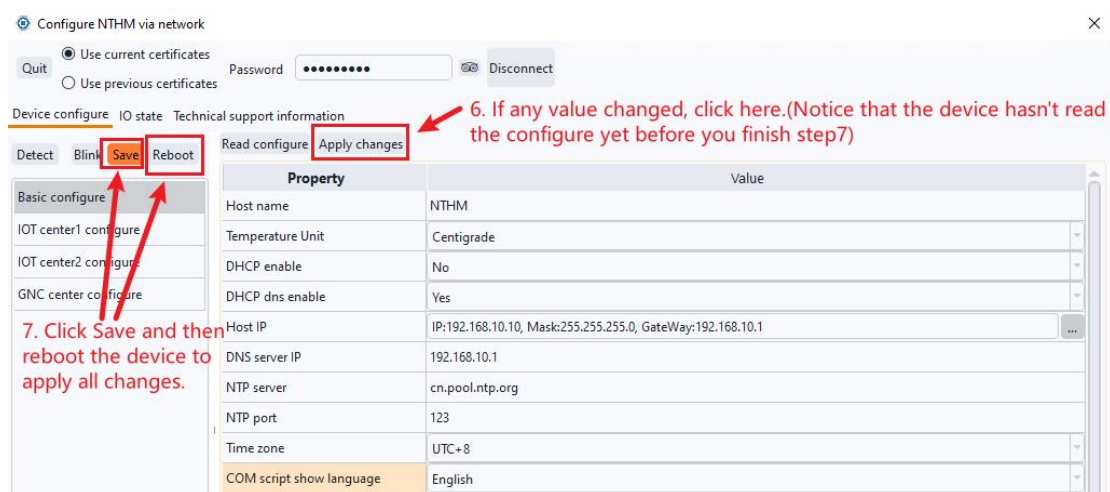 Configure NTHM via network
Quit
Use current certificates
Use previous certificates
Password
Disconnect
Device configure IO state Technical support information
6. If any value changed, click here.(Notice that the device hasn't read
the configure yet before you finish step7)
Detect Blink Save Reboot
Read configure Apply changes
Property Value
Basic configure
IOT center1 configure
IOT center2 configure
GNC center configure
7. Click Save and then
reboot the device to
apply all changes.
Host name NTHM
Temperature Unit Centigrade
DHCP enable No
DHCP dns enable Yes
Host IP IP:192.168.10.10, Mask:255.255.255.0, GateWay:192.168.10.1 ...
DNS server IP 192.168.10.1
NTP server cn.pool.ntp.org
NTP port 123
Time zone UTC+8
COM script show language English